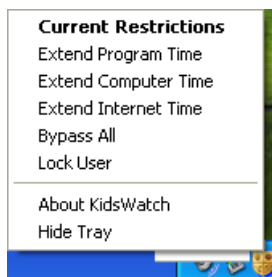 Current Restrictions
Extend Program Time
Extend Computer Time
Extend Internet Time
Bypass All
Lock User
About KidsWatch
Hide Tray